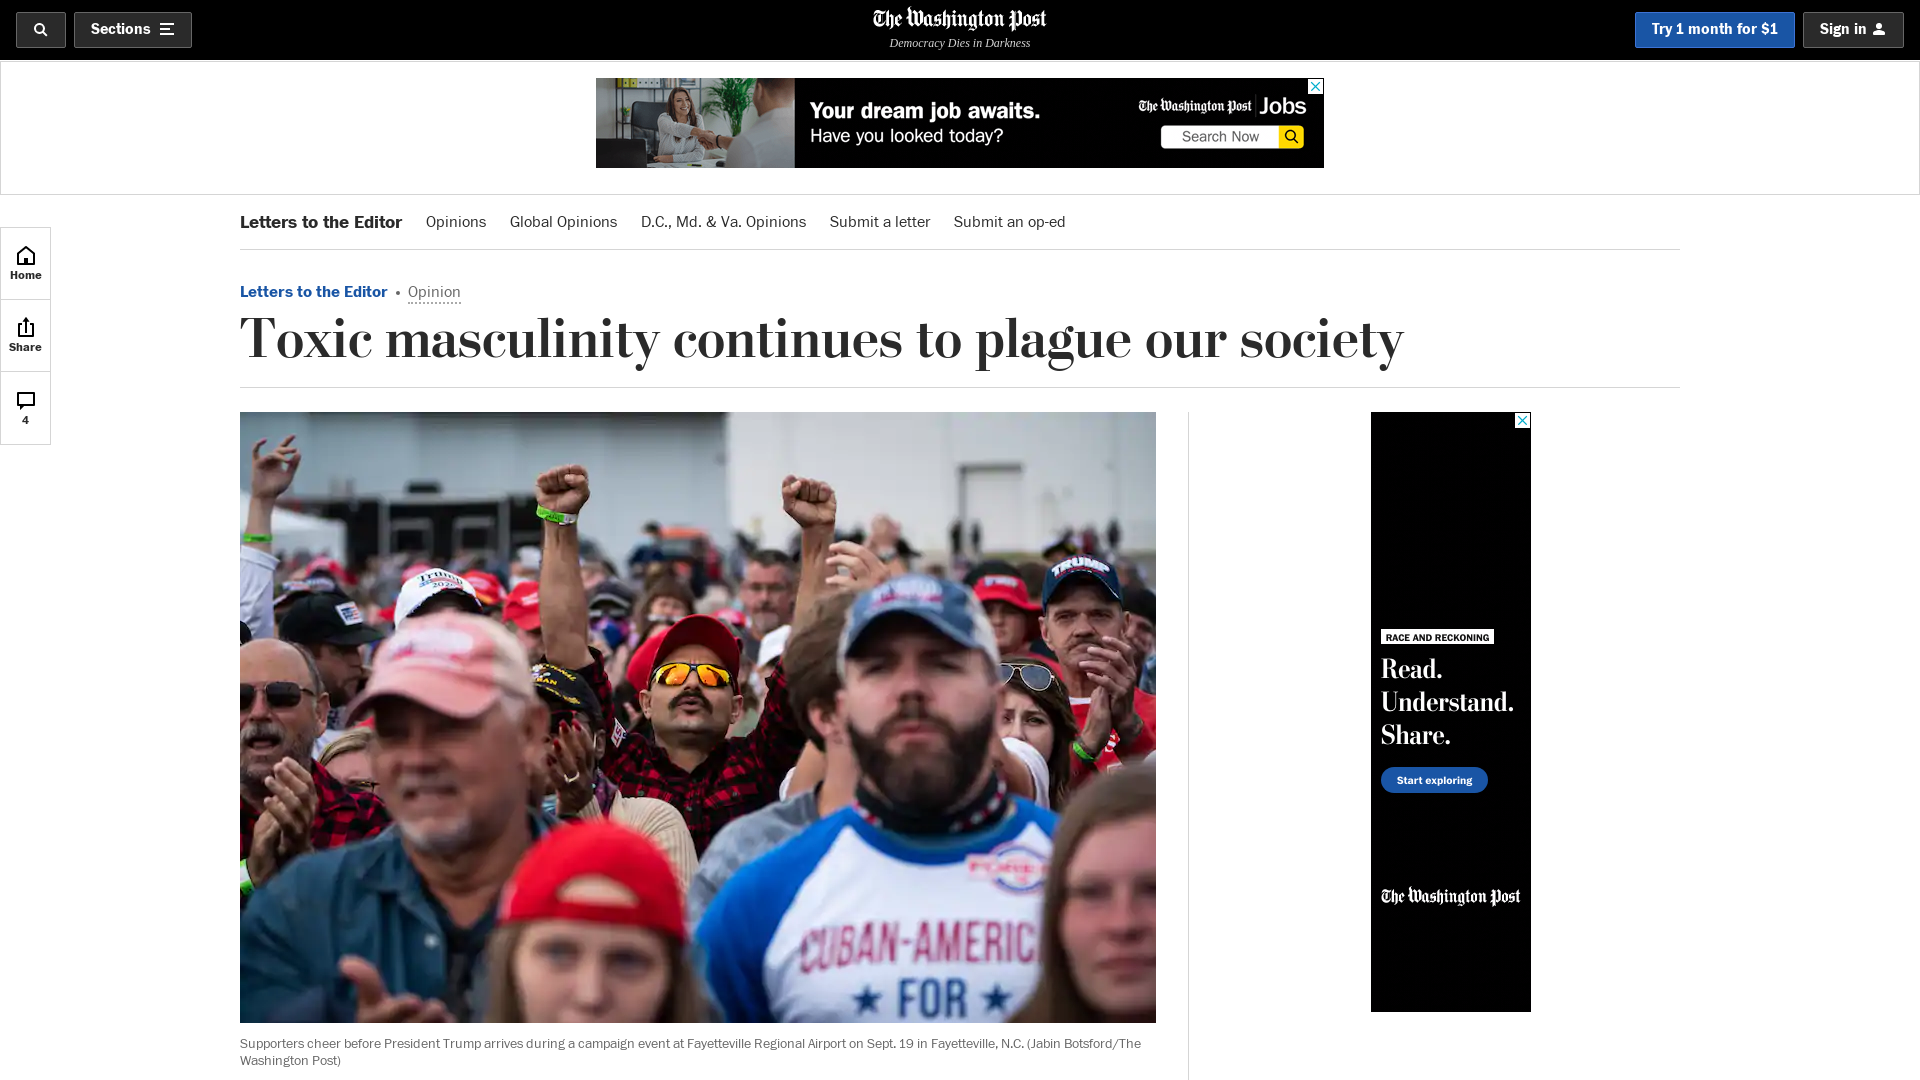 Sections
The Washington Post
Democracy Dies in Darkness
Try 1 month for $1
Sign in
Your dream job awaits.
Have you looked today?
The Washington Post Jobs
Search Now
Letters to the Editor
Opinions
Global Opinions
D.C., Md. & Va. Opinions
Submit a letter
Submit an op-ed
Home
Share
4
Letters to the Editor • Opinion
Toxic masculinity continues to plague our society
Trump
TRUMP
CUBAN-AMERIC
FOR
RACE AND RECKONING
Read.
Understand.
Share.
Start exploring
The Washington Post
Supporters cheer before President Trump arrives during a campaign event at Fayetteville Regional Airport on Sept. 19 in Fayetteville, N.C. (Jabin Botsford/The
Washington Post)